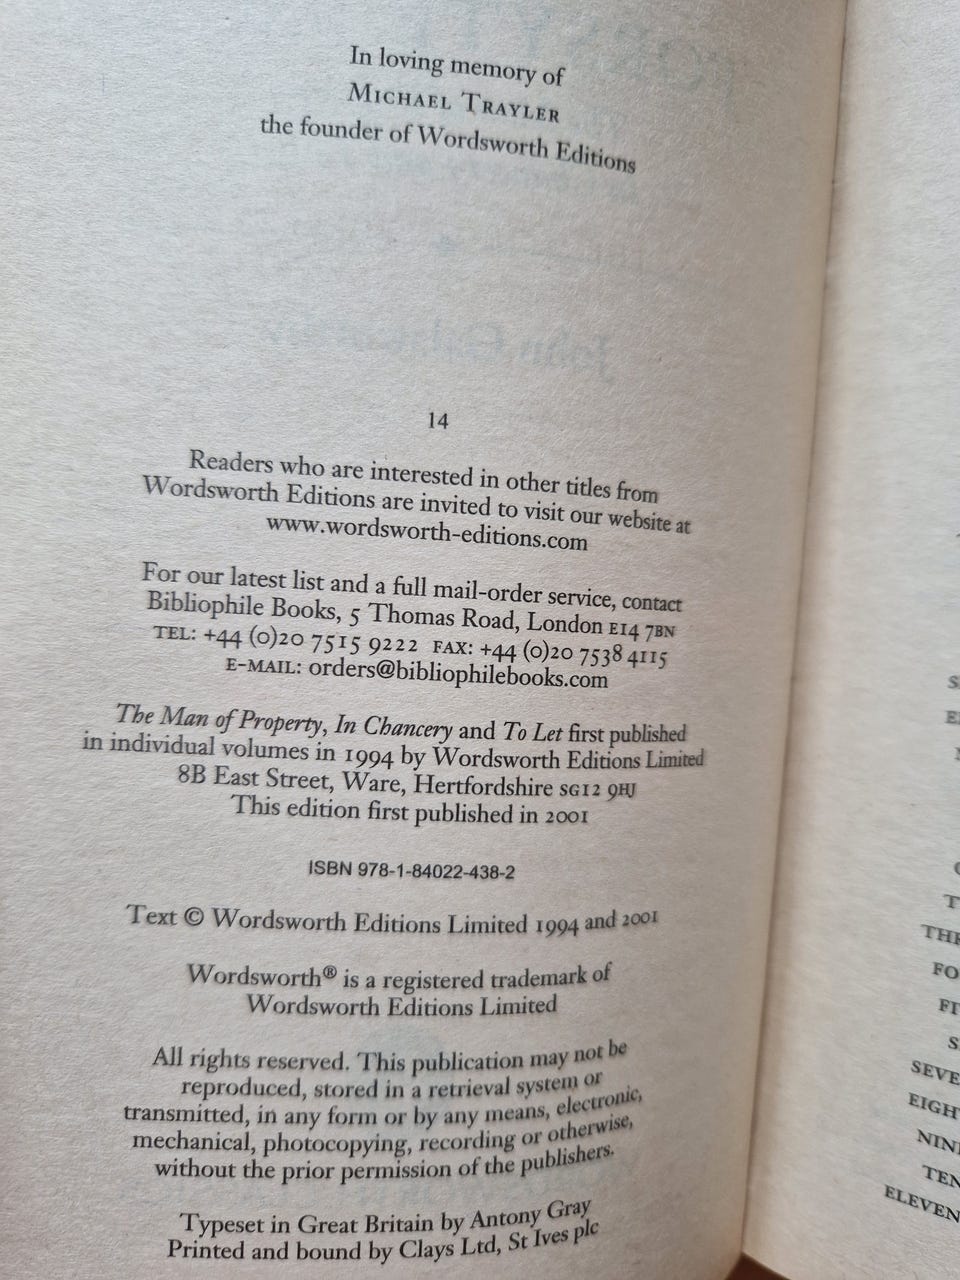 In loving memory of
MICHAEL TRAYLER
the founder of Wordsworth Editions
14
Readers who are interested in other titles from
Wordsworth Editions are invited to visit our website at
www.wordsworth-editions.com
For our latest list and a full mail-order service, contact
Bibliophile Books, 5 Thomas Road, London E14 7BN
TEL: +44 (0)20 7515 9222 FAX: +44 (0)20 7538 4115
E-MAIL: orders@bibliophilebooks.com
The Man of Property, In Chancery and To Let first published
in individual volumes in 1994 by Wordsworth Editions Limited
8B East Street, Ware, Hertfordshire SG12 9HJ
This edition first published in 2001
ISBN 978-1-84022-438-2
Text © Wordsworth Editions Limited 1994 and 2001
Wordsworth® is a registered trademark of
Wordsworth Editions Limited
All rights reserved. This publication may not be
reproduced, stored in a retrieval system or
transmitted, in any form or by any means, electronic,
mechanical, photocopying, recording or otherwise,
without the prior permission of the publishers.
Typeset in Great Britain by Antony Gray
Printed and bound by Clays Ltd, St Ives plc
TEN
ELEVEN